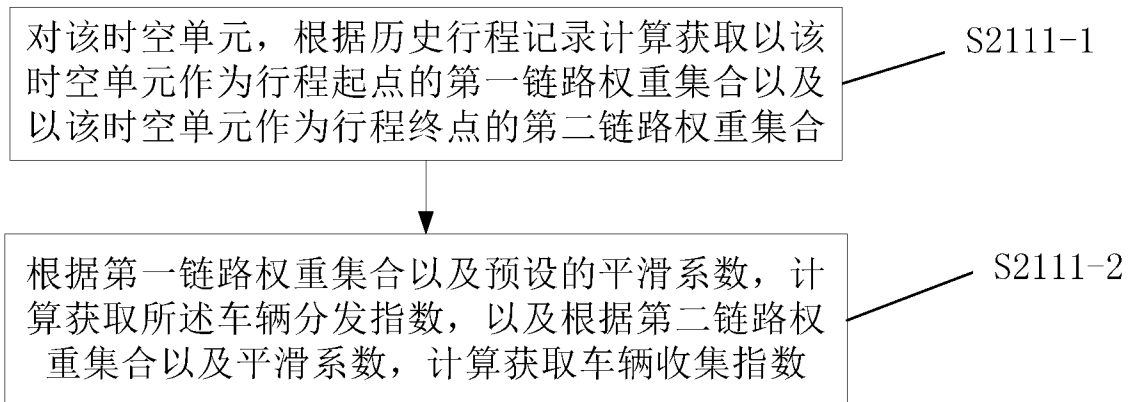 对该时空单元，根据历史行程记录计算获取以该
时空单元作为行程起点的第一链路权重集合以及
以该时空单元作为行程终点的第二链路权重集合
S2111-1
根据第一链路权重集合以及预设的平滑系数，计
算获取所述车辆分发指数，以及根据第二链路权
重集合以及平滑系数，计算获取车辆收集指数
S2111-2